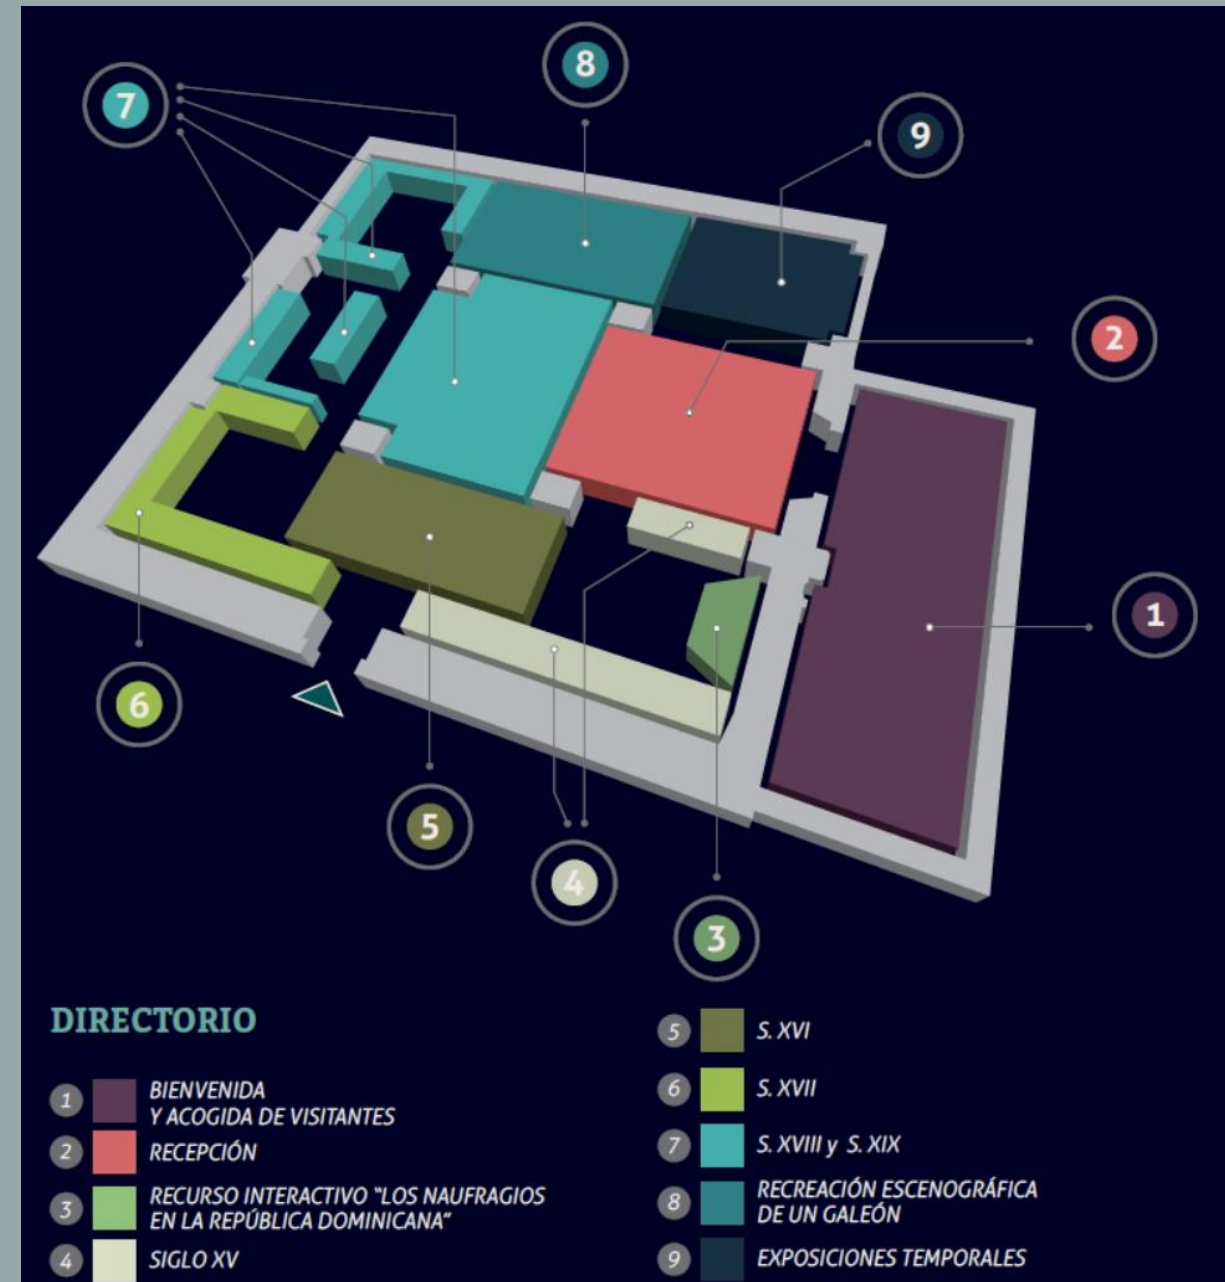 7
8
9
2
1
6
5
4
3
DIRECTORIO
1 BIENVENIDA
Y ACOGIDA DE VISITANTES
2 RECEPCIÓN
3 RECURSO INTERACTIVO "LOS NAUFRAGIOS
EN LA REPÚBLICA DOMINICANA"
4 SIGLO XV
5 S. XVI
6 S. XVII
7 S. XVIII y S. XIX
8 RECREACIÓN ESCENOGRÁFICA
DE UN GALEÓN
9 EXPOSICIONES TEMPORALES